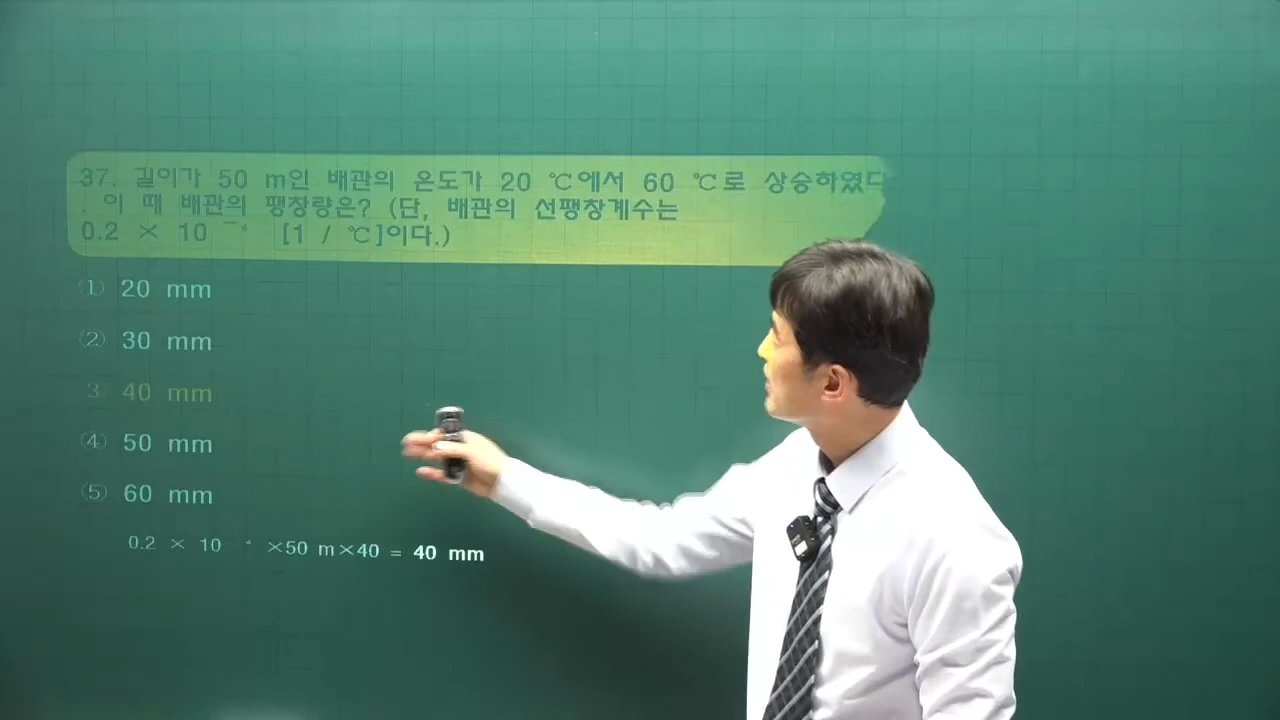 37. 길이가 50 m인 배관의 온도가 20 ℃에서 60 ℃로 상승하였다
. 이 때 배관의 팽창량은? (단, 배관의 선팽창계수는
0.2 × 10 [1 / ℃]이다.)
① 20 mm
② 30 mm
3 40 mm
④ 50 mm
⑤ 60 mm
0.2 × 10 ×50 m×40 = 40 mm